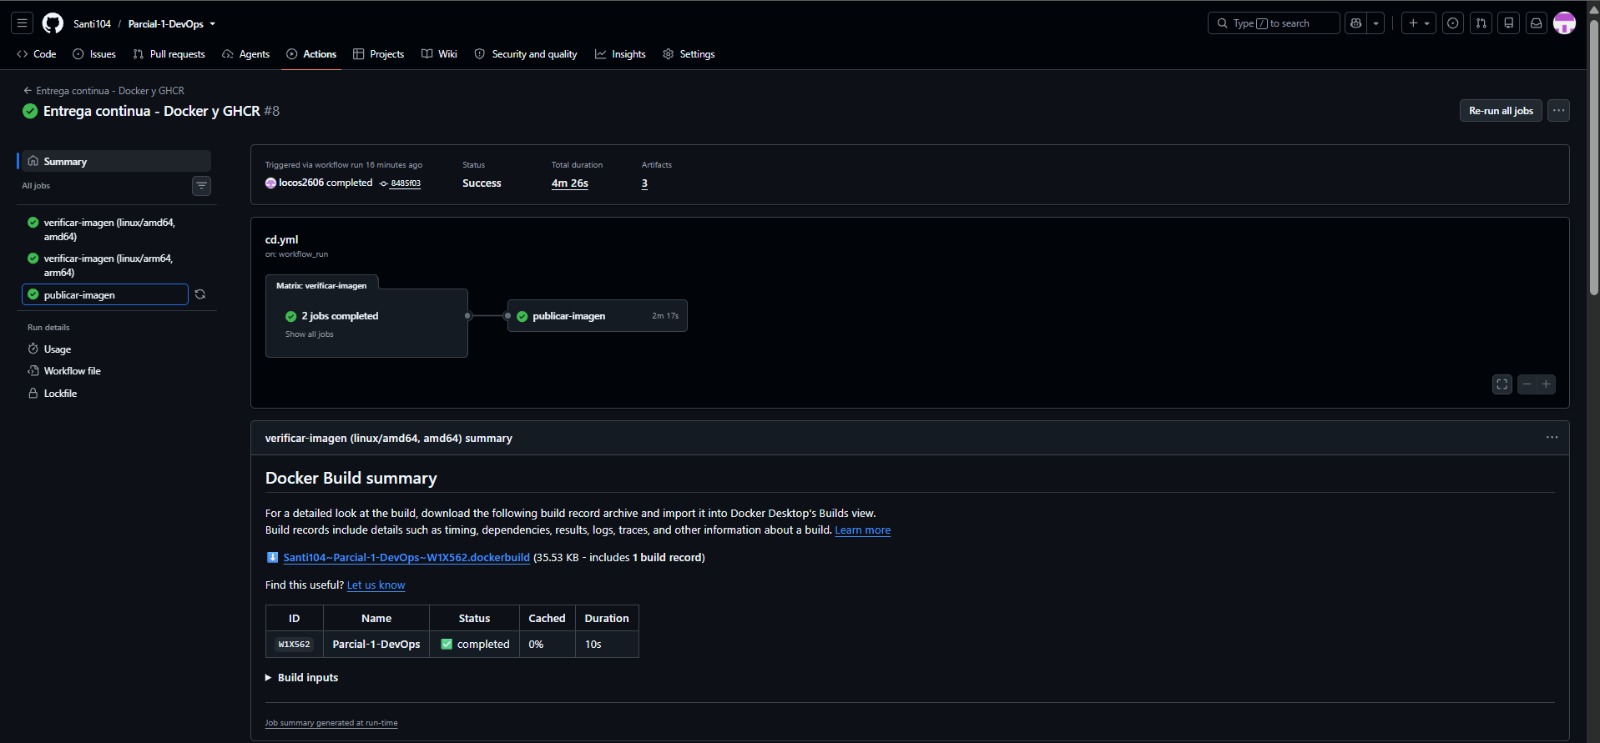 Santi104 / Parcial-1-DevOps
Type / to search
Code Issues Pull requests Agents Actions Projects Wiki Security and quality Insights Settings
Entrega continua - Docker y GHCR
Entrega continua - Docker y GHCR #8
Re-run all jobs
Summary
All jobs
verificar-imagen (linux/amd64,
amd64)
verificar-imagen (linux/arm64,
arm64)
publicar-imagen
Run details
Usage
Workflow file
Lockfile
Triggered via workflow run 16 minutes ago
locos2606 completed 8485f03
Status
Success
Total duration
4m 26s
Artifacts
3
cd.yml
on: workflow_run
Matrix: verificar-imagen
2 jobs completed
Show all jobs
publicar-imagen 2m 17s
verificar-imagen (linux/amd64, amd64) summary
Docker Build summary
For a detailed look at the build, download the following build record archive and import it into Docker Desktop's Builds view.
Build records include details such as timing, dependencies, results, logs, traces, and other information about a build. Learn more
Santi104~Parcial-1-DevOps~W1X562.dockerbuild (35.53 KB - includes 1 build record)
Find this useful? Let us know
ID Name Status Cached Duration
W1X562 Parcial-1-DevOps completed 0% 10s
Build inputs
Job summary generated at run-time